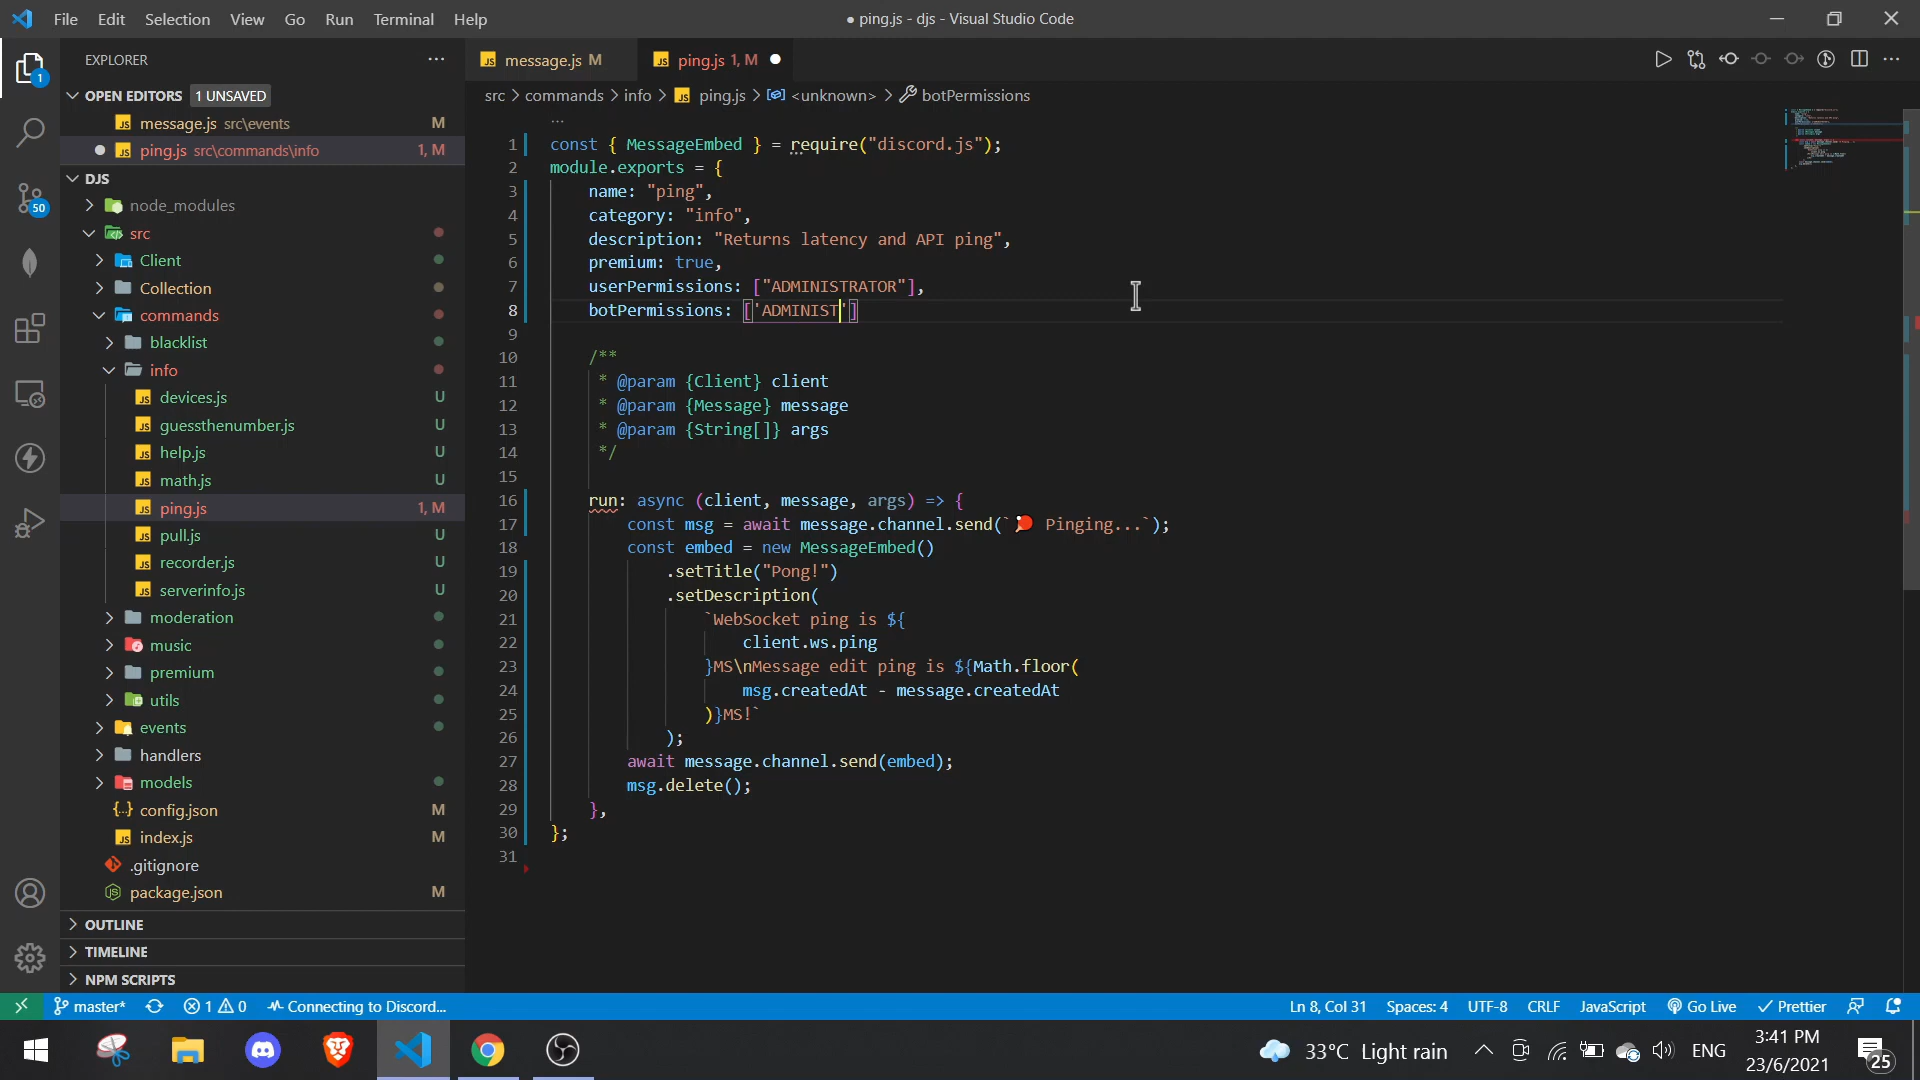 File Edit Selection View Go Run Terminal Help
● ping.js - djs - Visual Studio Code
EXPLORER
OPEN EDITORS 1 UNSAVED
message.js src\events M
ping.js src\commands\info 1, M
DJS
node_modules
src
Client
Collection
commands
blacklist
info
devices.js U
guessthenumber.js U
help.js U
math.js U
ping.js 1, M
pull.js U
recorder.js U
serverinfo.js U
moderation
music
premium
utils
events
handlers
models
config.json M
index.js M
.gitignore
package.json M
OUTLINE
TIMELINE
NPM SCRIPTS
1
50
message.js M
ping.js 1, M
src > commands > info > ping.js > <unknown> > botPermissions
1 const { MessageEmbed } = require("discord.js");
2 module.exports = {
3 name: "ping",
4 category: "info",
5 description: "Returns latency and API ping",
6 premium: true,
7 userPermissions: ["ADMINISTRATOR"],
8 botPermissions: ['ADMINIST']
9
10 /**
11 * @param {Client} client
12 * @param {Message} message
13 * @param {String[]} args
14 */
15
16 run: async (client, message, args) => {
17 const msg = await message.channel.send(`🏓 Pinging...`);
18 const embed = new MessageEmbed()
19 .setTitle("Pong!")
20 .setDescription(
21 `WebSocket ping is ${
22 client.ws.ping
23 }MS\nMessage edit ping is ${Math.floor(
24 msg.createdAt - message.createdAt
25 )}MS!`
26 );
27 await message.channel.send(embed);
28 msg.delete();
29 },
30 };
31
master* 1 0 Connecting to Discord...
Ln 8, Col 31 Spaces: 4 UTF-8 CRLF JavaScript Go Live Prettier
33°C Light rain
ENG
3:41 PM
23/6/2021
25